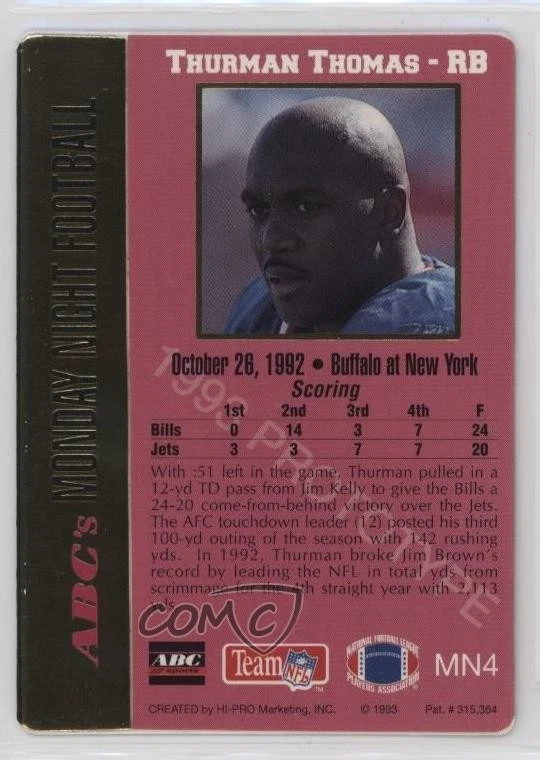 THURMAN THOMAS - RB
ABC's MONDAY NIGHT FOOTBALL
October 26, 1992 • Buffalo at New York
Scoring
1st 2nd 3rd 4th F
Bills 0 14 3 7 24
Jets 3 3 7 7 20
With :51 left in the game, Thurman pulled in a
12-yd TD pass from Jim Kelly to give the Bills a
24-20 come-from-behind victory over the Jets.
The AFC touchdown leader (12) posted his third
100-yd outing of the season with 142 rushing
yds. In 1992, Thurman broke Jim Brown's
record by leading the NFL in total yds from
scrimmage for the 4th straight year with 2,113
yds.
1993 PROTOTYPE
COMC
ABC
sports
Team NFL ™
NATIONAL FOOTBALL LEAGUE
PLAYERS ASSOCIATION
MN4
CREATED by HI-PRO Marketing, INC. © 1993 Pat. # 315,364